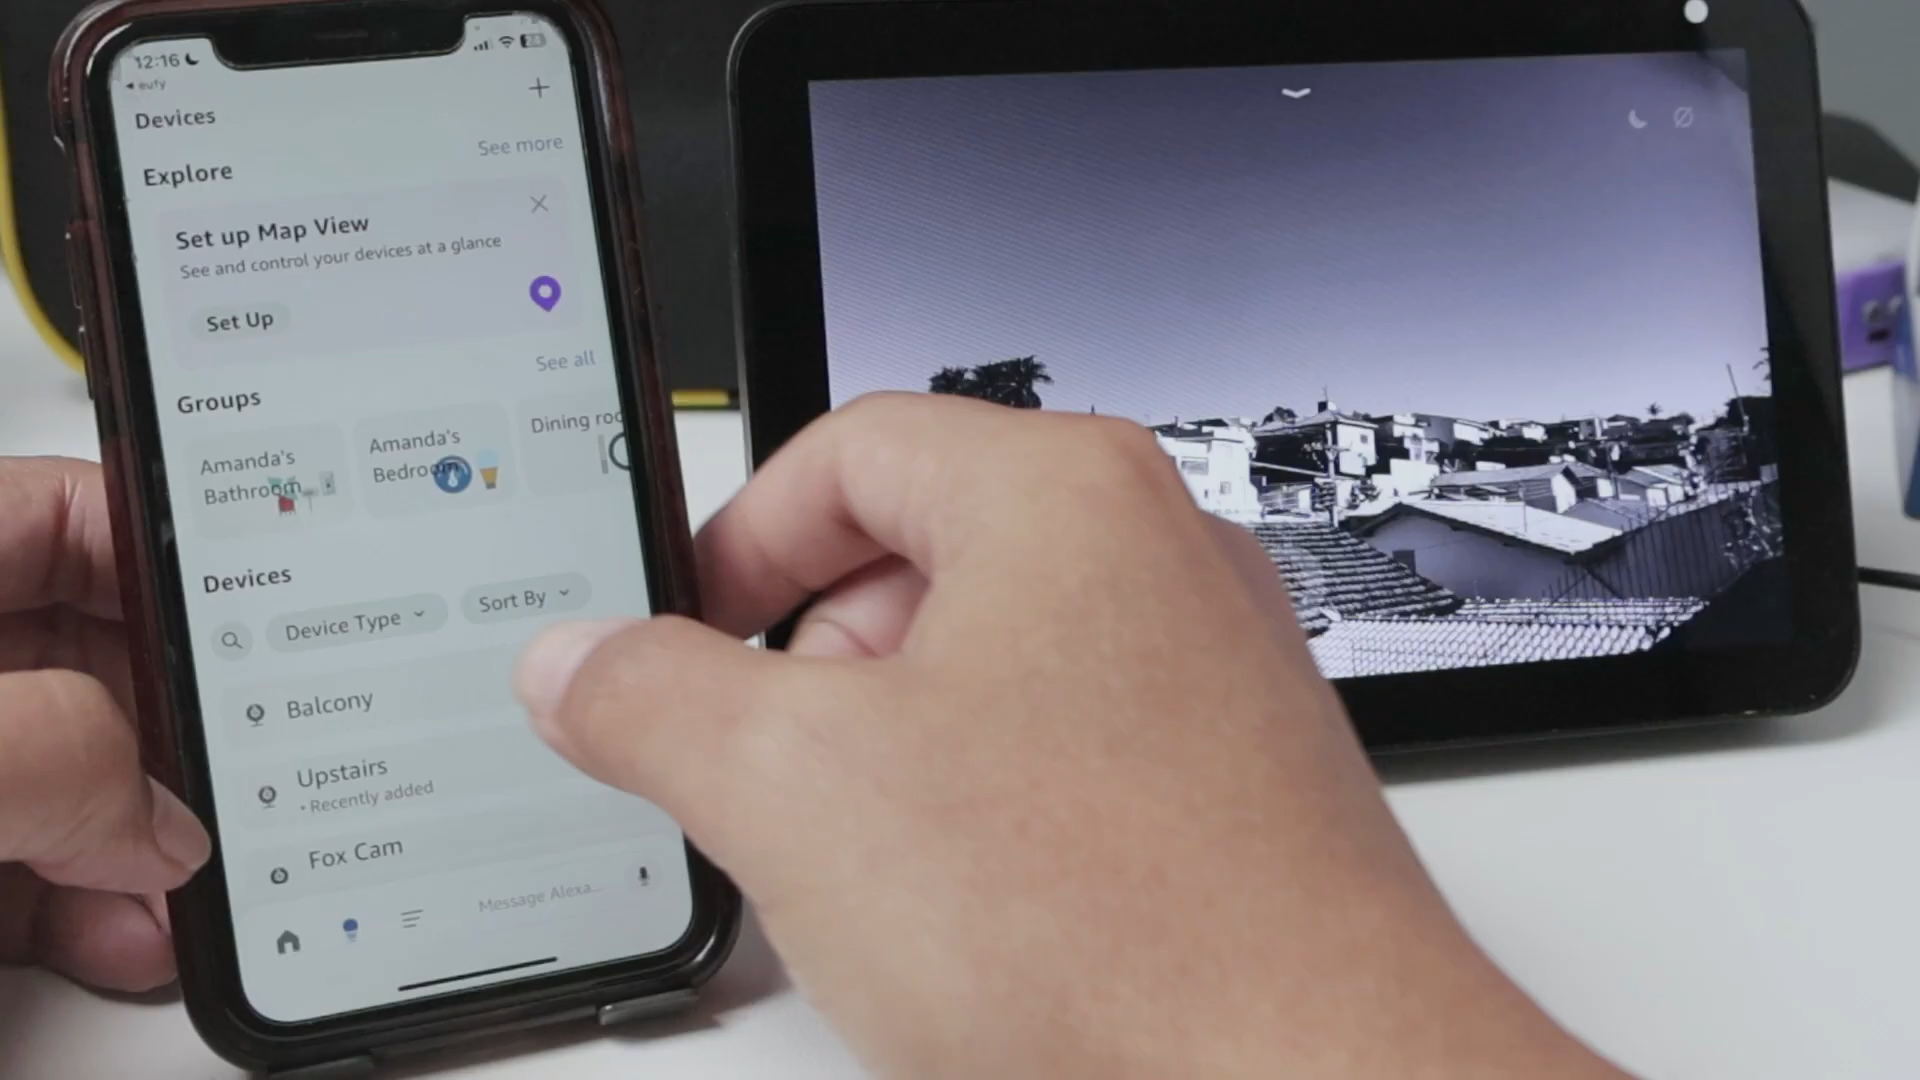 12:16
eufy
Devices
See more
Explore
Set up Map View
See and control your devices at a glance
Set Up
See all
Groups
Amanda's
Bathroom
Amanda's
Bedroom
Dining roo
Devices
Device Type
Sort By
Balcony
Upstairs
• Recently added
Fox Cam
Message Alexa...